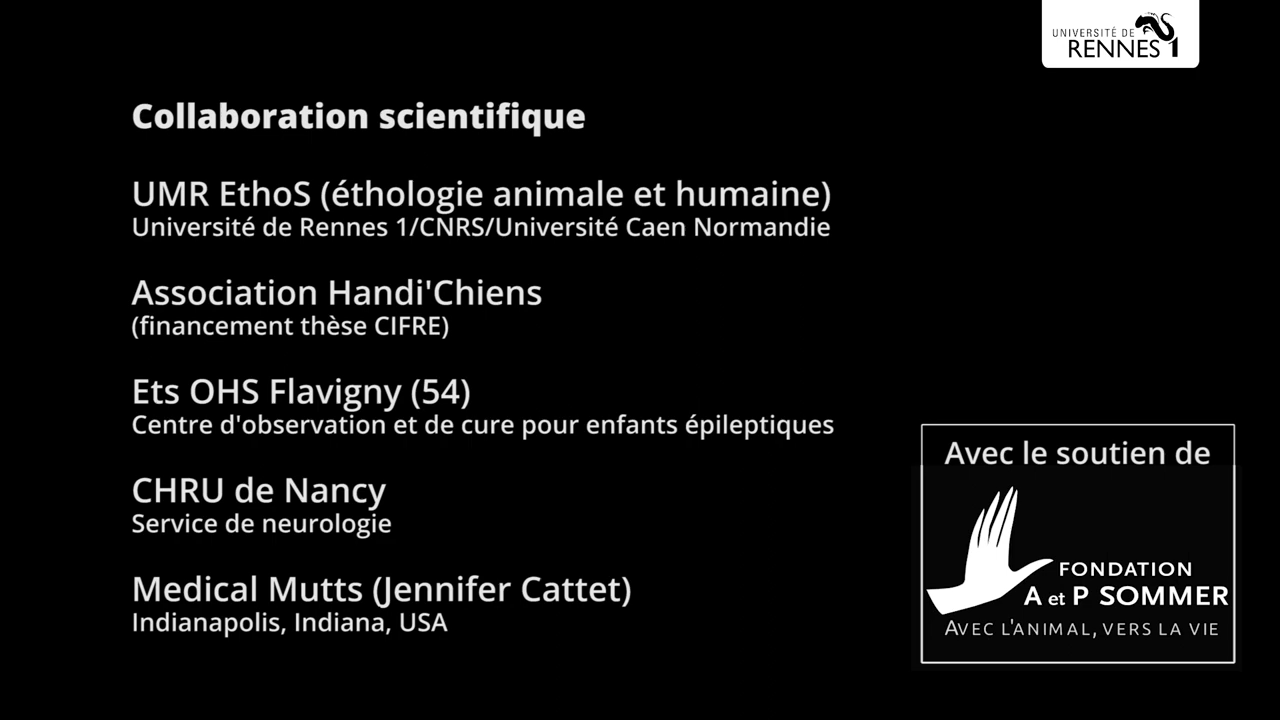 UNIVERSITÉ DE
RENNES 1
Collaboration scientifique
UMR EthoS (éthologie animale et humaine)
Université de Rennes 1/CNRS/Université Caen Normandie
Association Handi'Chiens
(financement thèse CIFRE)
Ets OHS Flavigny (54)
Centre d'observation et de cure pour enfants épileptiques
CHRU de Nancy
Service de neurologie
Medical Mutts (Jennifer Cattet)
Indianapolis, Indiana, USA
Avec le soutien de
FONDATION
A et P SOMMER
AVEC L'ANIMAL, VERS LA VIE